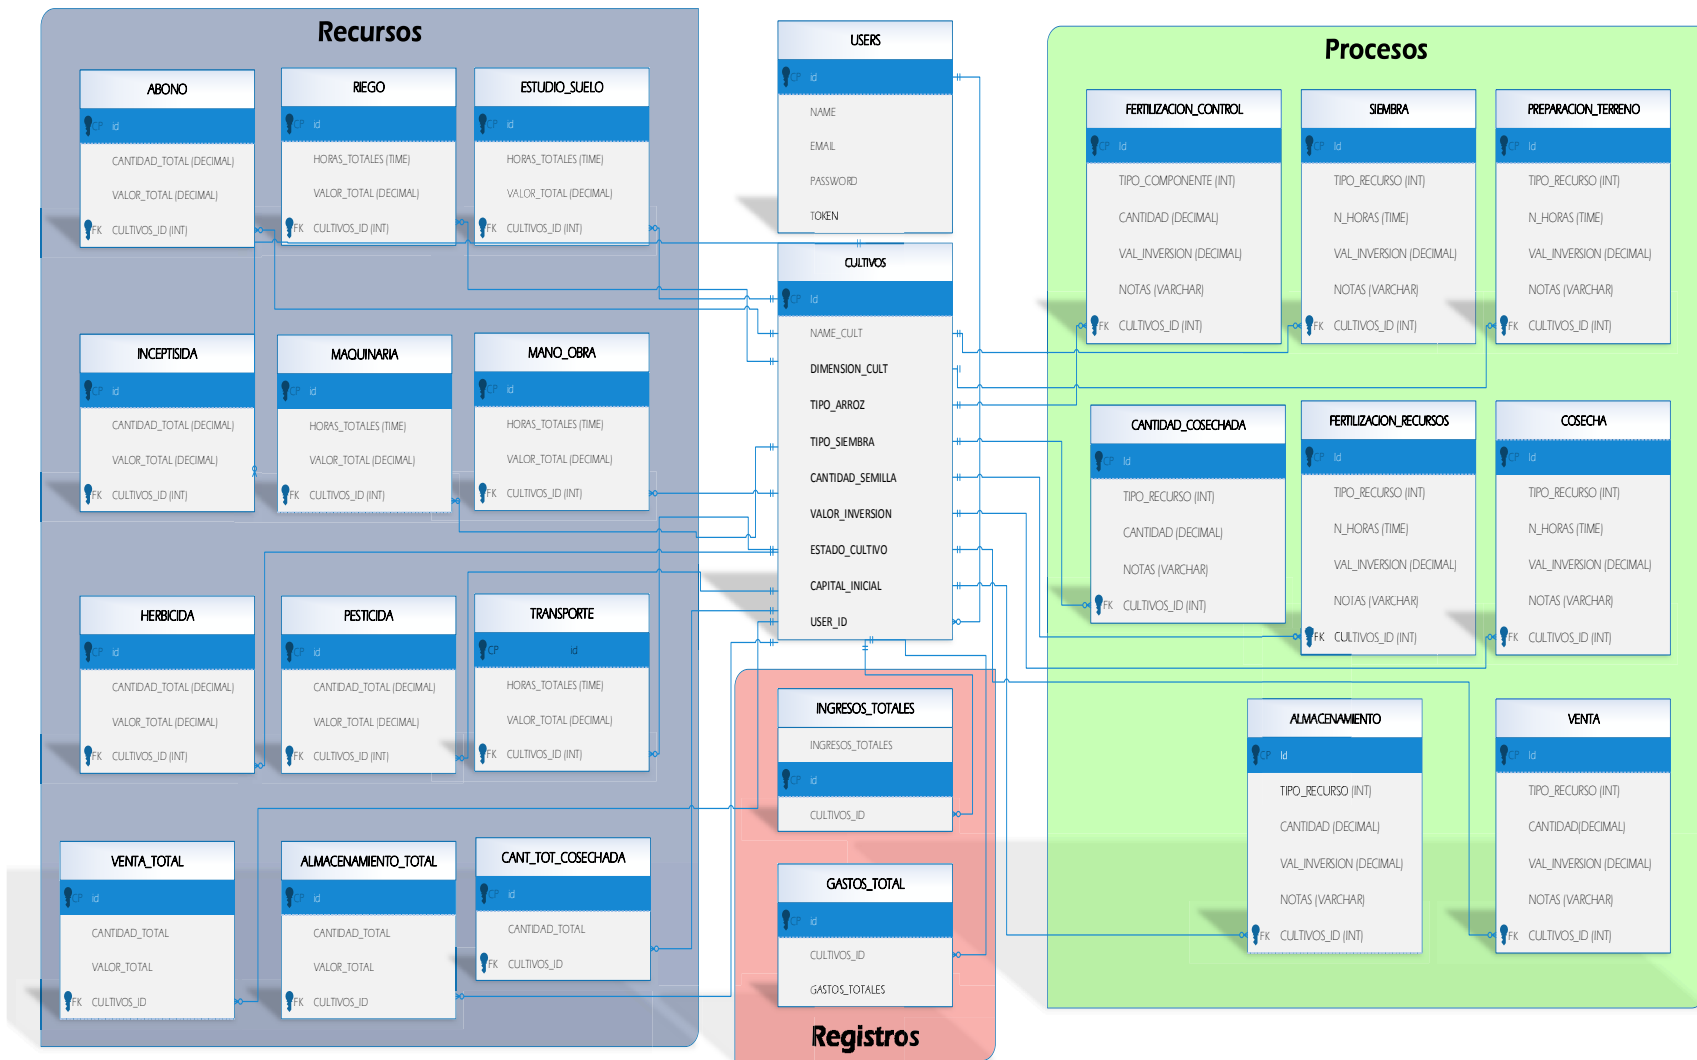 Recursos
ABONO
CP id
CANTIDAD_TOTAL (DECIMAL)
VALOR_TOTAL (DECIMAL)
FK CULTIVOS_ID (INT)
RIEGO
CP id
HORAS_TOTALES (TIME)
VALOR_TOTAL (DECIMAL)
FK CULTIVOS_ID (INT)
ESTUDIO_SUELO
CP id
HORAS_TOTALES (TIME)
VALOR_TOTAL (DECIMAL)
FK CULTIVOS_ID (INT)
INCEPTISIDA
CP id
CANTIDAD_TOTAL (DECIMAL)
VALOR_TOTAL (DECIMAL)
FK CULTIVOS_ID (INT)
MAQUINARIA
CP id
HORAS_TOTALES (TIME)
VALOR_TOTAL (DECIMAL)
FK CULTIVOS_ID (INT)
MANO_OBRA
CP id
HORAS_TOTALES (TIME)
VALOR_TOTAL (DECIMAL)
FK CULTIVOS_ID (INT)
HERBICIDA
CP id
CANTIDAD_TOTAL (DECIMAL)
VALOR_TOTAL (DECIMAL)
FK CULTIVOS_ID (INT)
PESTICIDA
CP id
CANTIDAD_TOTAL (DECIMAL)
VALOR_TOTAL (DECIMAL)
FK CULTIVOS_ID (INT)
TRANSPORTE
CP id
HORAS_TOTALES (TIME)
VALOR_TOTAL (DECIMAL)
FK CULTIVOS_ID (INT)
VENTA_TOTAL
CP id
CANTIDAD_TOTAL
VALOR_TOTAL
FK CULTIVOS_ID
ALMACENAMIENTO_TOTAL
CP id
CANTIDAD_TOTAL
VALOR_TOTAL
FK CULTIVOS_ID
CANT_TOT_COSECHADA
CP id
CANTIDAD_TOTAL
FK CULTIVOS_ID
USERS
CP id
NAME
EMAIL
PASSWORD
TOKEN
CULTIVOS
CP Id
NAME_CULT
DIMENSION_CULT
TIPO_ARROZ
TIPO_SIEMBRA
CANTIDAD_SEMILLA
VALOR_INVERSION
ESTADO_CULTIVO
CAPITAL_INICIAL
USER_ID
INGRESOS_TOTALES
INGRESOS_TOTALES
CP id
CULTIVOS_ID
GASTOS_TOTAL
CP id
CULTIVOS_ID
GASTOS_TOTALES
Registros
Procesos
FERTILIZACION_CONTROL
CP Id
TIPO_COMPONENTE (INT)
CANTIDAD (DECIMAL)
VAL_INVERSION (DECIMAL)
NOTAS (VARCHAR)
FK CULTIVOS_ID (INT)
SIEMBRA
CP Id
TIPO_RECURSO (INT)
N_HORAS (TIME)
VAL_INVERSION (DECIMAL)
NOTAS (VARCHAR)
FK CULTIVOS_ID (INT)
PREPARACION_TERRENO
CP Id
TIPO_RECURSO (INT)
N_HORAS (TIME)
VAL_INVERSION (DECIMAL)
NOTAS (VARCHAR)
FK CULTIVOS_ID (INT)
CANTIDAD_COSECHADA
CP Id
TIPO_RECURSO (INT)
CANTIDAD (DECIMAL)
NOTAS (VARCHAR)
FK CULTIVOS_ID (INT)
FERTILIZACION_RECURSOS
CP Id
TIPO_RECURSO (INT)
N_HORAS (TIME)
VAL_INVERSION (DECIMAL)
NOTAS (VARCHAR)
FK CULTIVOS_ID (INT)
COSECHA
CP Id
TIPO_RECURSO (INT)
N_HORAS (TIME)
VAL_INVERSION (DECIMAL)
NOTAS (VARCHAR)
FK CULTIVOS_ID (INT)
ALMACENAMIENTO
CP Id
TIPO_RECURSO (INT)
CANTIDAD (DECIMAL)
VAL_INVERSION (DECIMAL)
NOTAS (VARCHAR)
FK CULTIVOS_ID (INT)
VENTA
CP Id
TIPO_RECURSO (INT)
CANTIDAD(DECIMAL)
VAL_INVERSION (DECIMAL)
NOTAS (VARCHAR)
FK CULTIVOS_ID (INT)